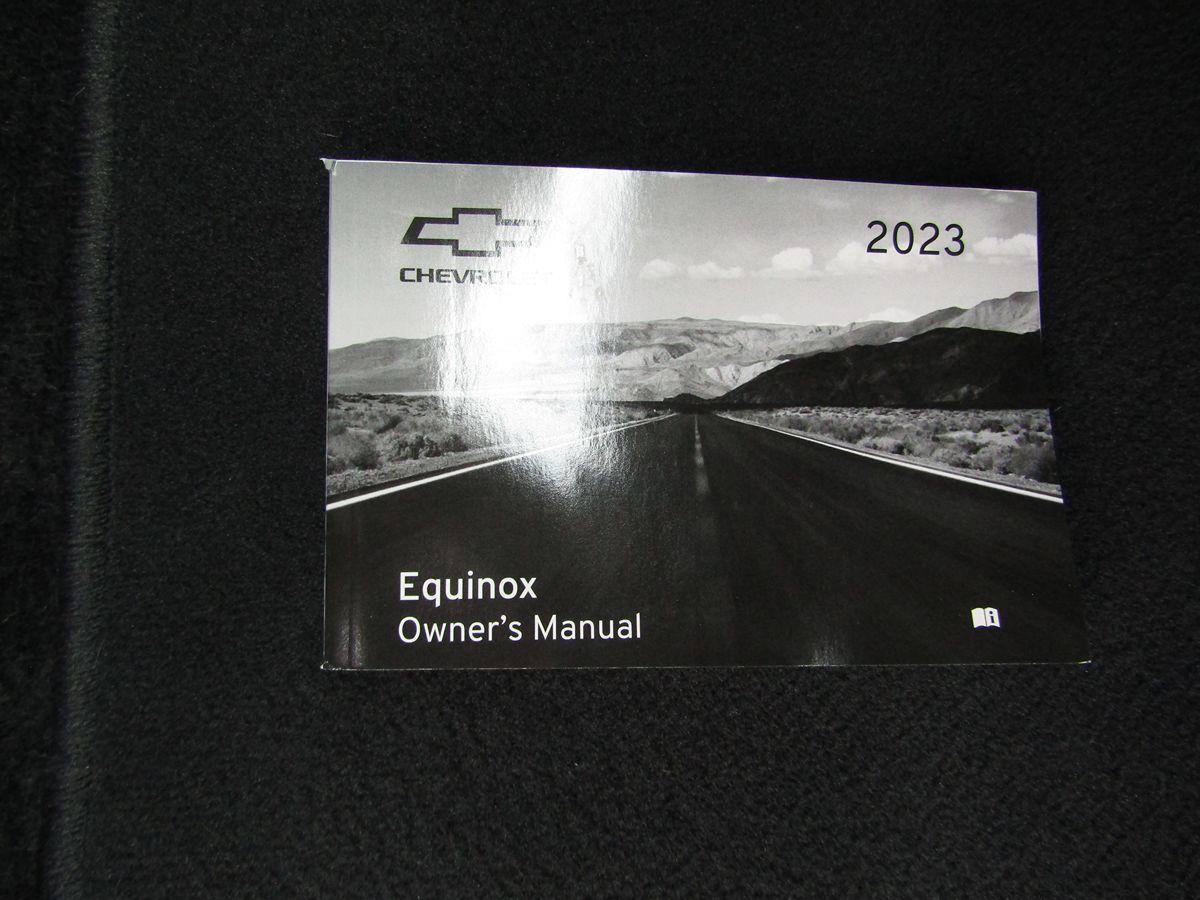 CHEVROLET
2023
Equinox
Owner's Manual